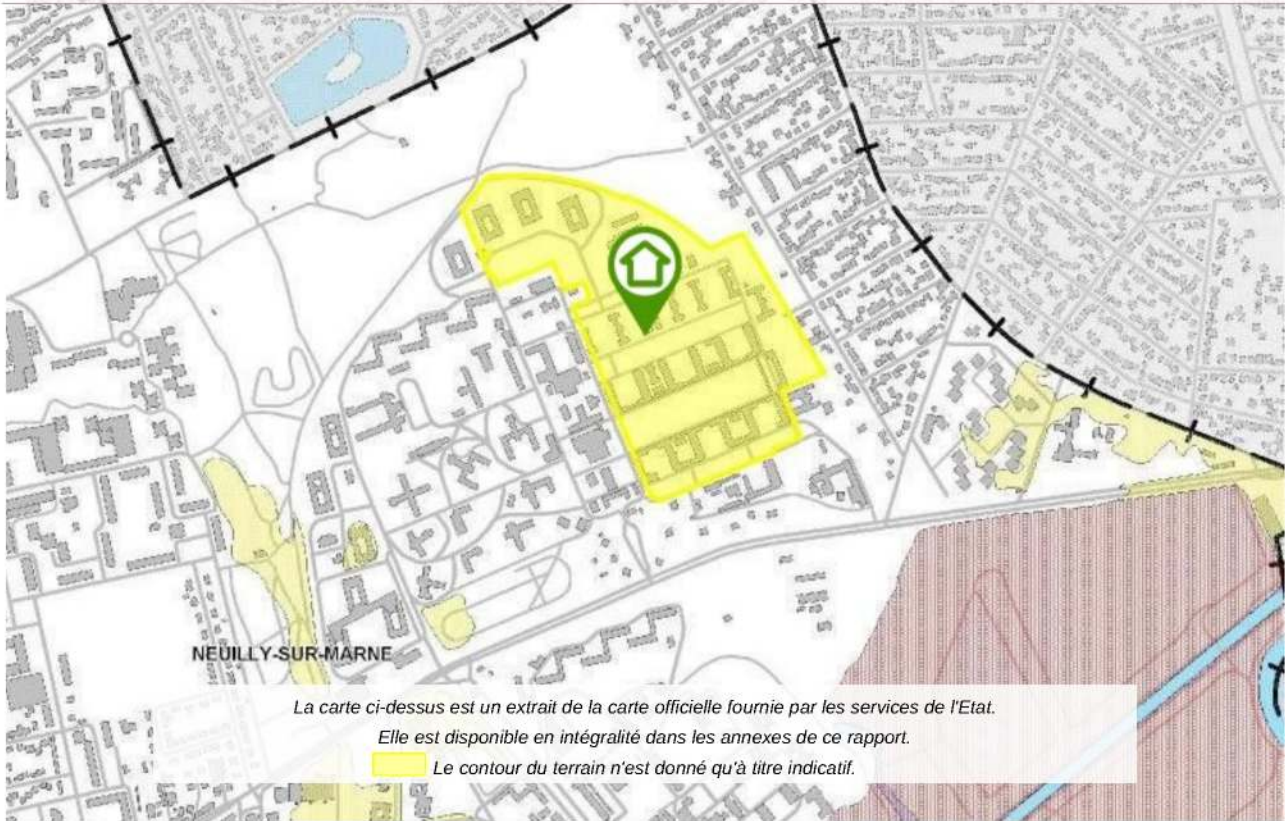 NEUILLY-SUR-MARNE
La carte ci-dessus est un extrait de la carte officielle fournie par les services de l'Etat.
Elle est disponible en intégralité dans les annexes de ce rapport.
Le contour du terrain n'est donné qu'à titre indicatif.